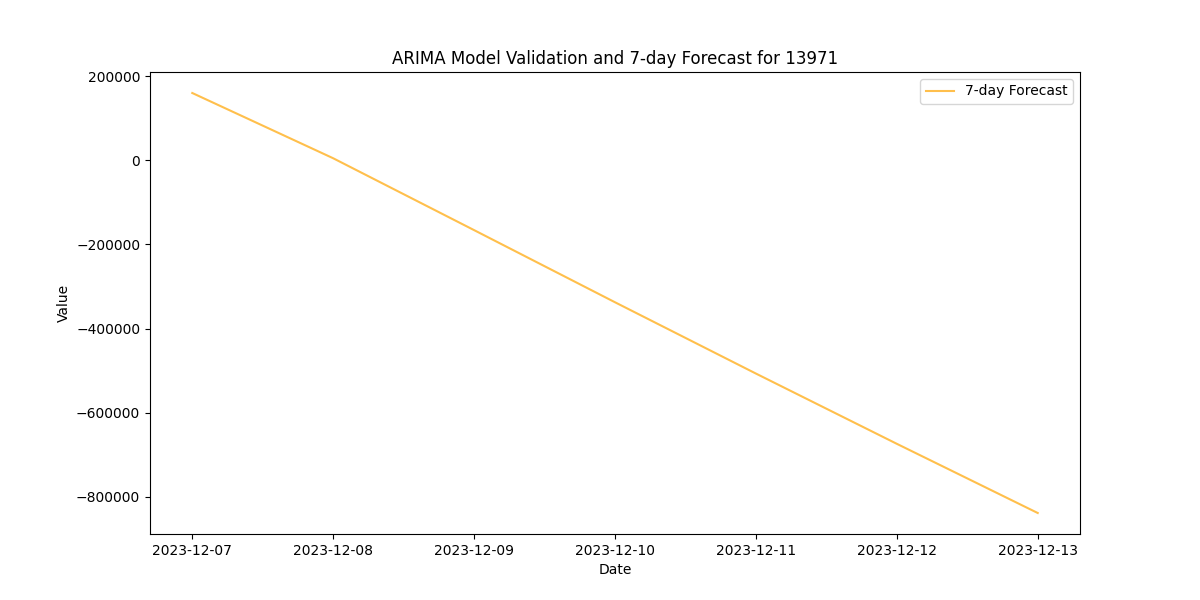 ARIMA Model Validation and 7-day Forecast for 13971
7-day Forecast
200000
0
−200000
−400000
−600000
−800000
Value
2023-12-07 2023-12-08 2023-12-09 2023-12-10 2023-12-11 2023-12-12 2023-12-13
Date